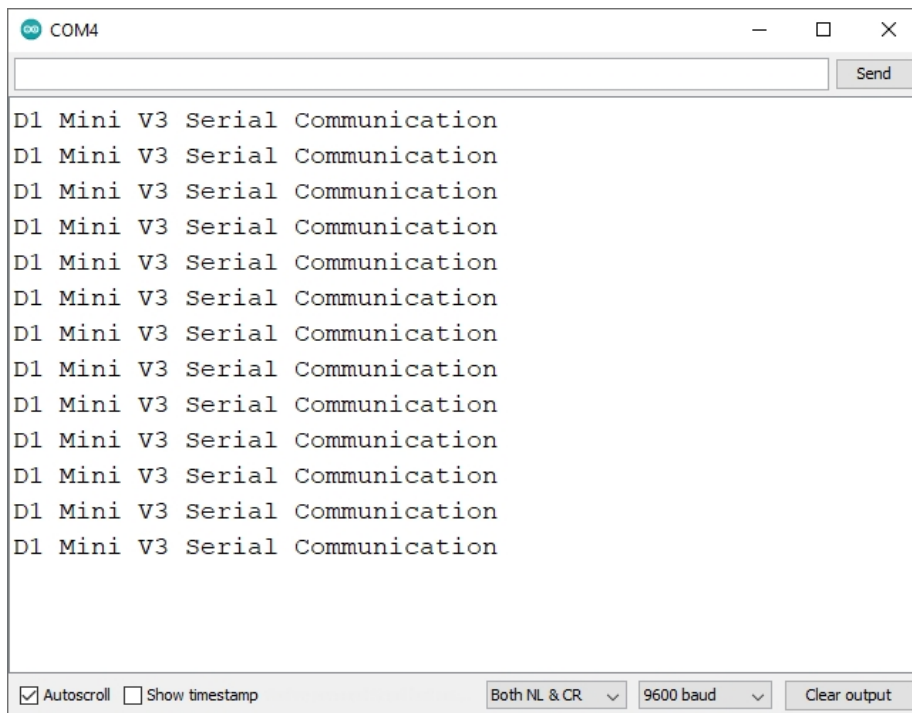 COM4
Send
D1 Mini V3 Serial Communication
D1 Mini V3 Serial Communication
D1 Mini V3 Serial Communication
D1 Mini V3 Serial Communication
D1 Mini V3 Serial Communication
D1 Mini V3 Serial Communication
D1 Mini V3 Serial Communication
D1 Mini V3 Serial Communication
D1 Mini V3 Serial Communication
D1 Mini V3 Serial Communication
D1 Mini V3 Serial Communication
D1 Mini V3 Serial Communication
D1 Mini V3 Serial Communication
Autoscroll Show timestamp Both NL & CR 9600 baud Clear output